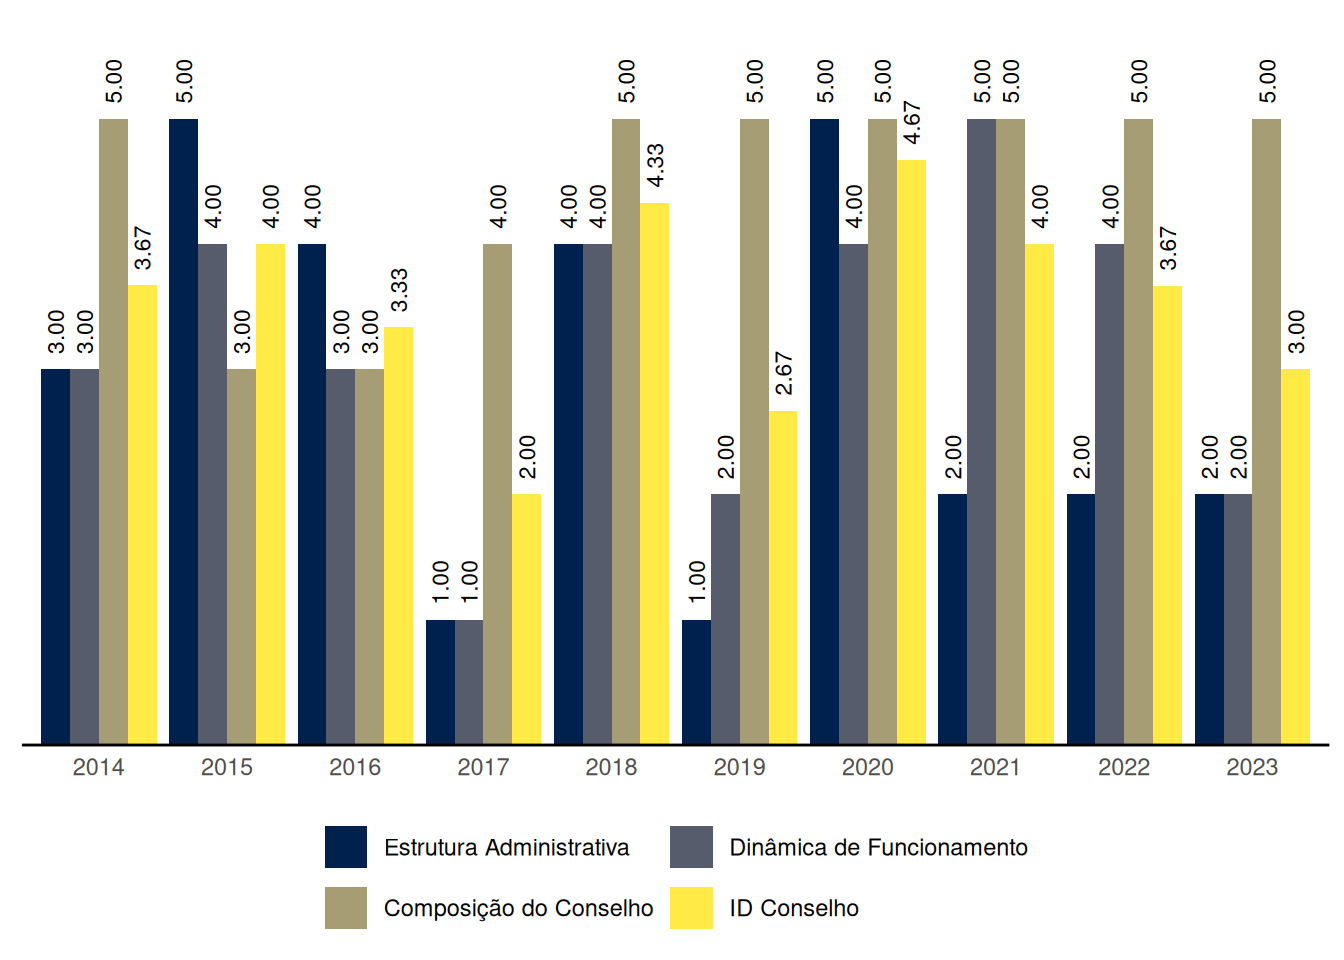 3.00 3.00 5.00 3.67 5.00 4.00 3.00 4.00 4.00 3.00 3.00 3.33 1.00 1.00 4.00 2.00 4.00 4.00 5.00 4.33 1.00 2.00 5.00 2.67 5.00 4.00 5.00 4.67 2.00 5.00 5.00 4.00 2.00 4.00 5.00 3.67 2.00 2.00 5.00 3.00
2014 2015 2016 2017 2018 2019 2020 2021 2022 2023
Estrutura Administrativa Dinâmica de Funcionamento
Composição do Conselho ID Conselho